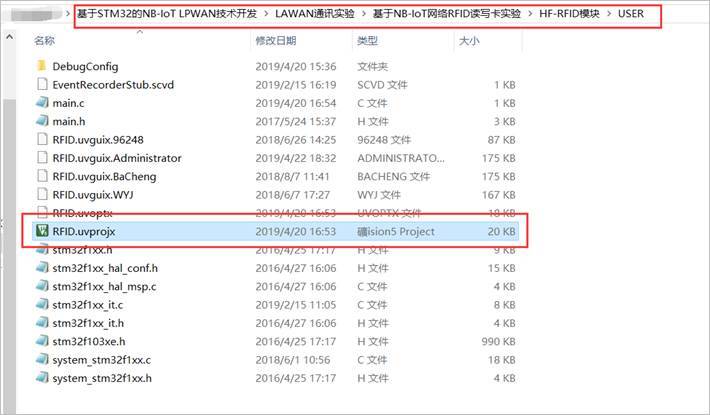 基于STM32的NB-IoT LPWAN技术开发 > LAWAN通讯实验 > 基于NB-IoT网络RFID读写卡实验 > HF-RFID模块 > USER
名称 修改日期 类型 大小
DebugConfig 2019/4/20 15:36 文件夹
EventRecorderStub.scvd 2019/2/15 16:19 SCVD 文件 1 KB
main.c 2019/4/20 16:54 C 文件 1 KB
main.h 2017/5/24 15:37 H 文件 3 KB
RFID.uvguix.96248 2018/6/26 14:25 96248 文件 87 KB
RFID.uvguix.Administrator 2019/4/22 18:32 ADMINISTRATO... 175 KB
RFID.uvguix.BaCheng 2018/8/7 11:41 BACHENG 文件 175 KB
RFID.uvguix.WYJ 2018/6/7 17:27 WYJ 文件 167 KB
RFID.uvoptx 2019/4/20 16:53 UVOPTX 文件 18 KB
RFID.uvprojx 2019/4/20 16:53 礦ision5 Project 20 KB
stm32f1xx.h 2016/4/25 17:17 H 文件 9 KB
stm32f1xx_hal_conf.h 2016/4/27 16:06 H 文件 15 KB
stm32f1xx_hal_msp.c 2016/4/27 16:06 C 文件 4 KB
stm32f1xx_it.c 2019/2/15 11:05 C 文件 8 KB
stm32f1xx_it.h 2016/4/27 16:06 H 文件 4 KB
stm32f103xe.h 2016/4/25 17:17 H 文件 990 KB
system_stm32f1xx.c 2018/6/1 10:56 C 文件 18 KB
system_stm32f1xx.h 2016/4/25 17:17 H 文件 4 KB